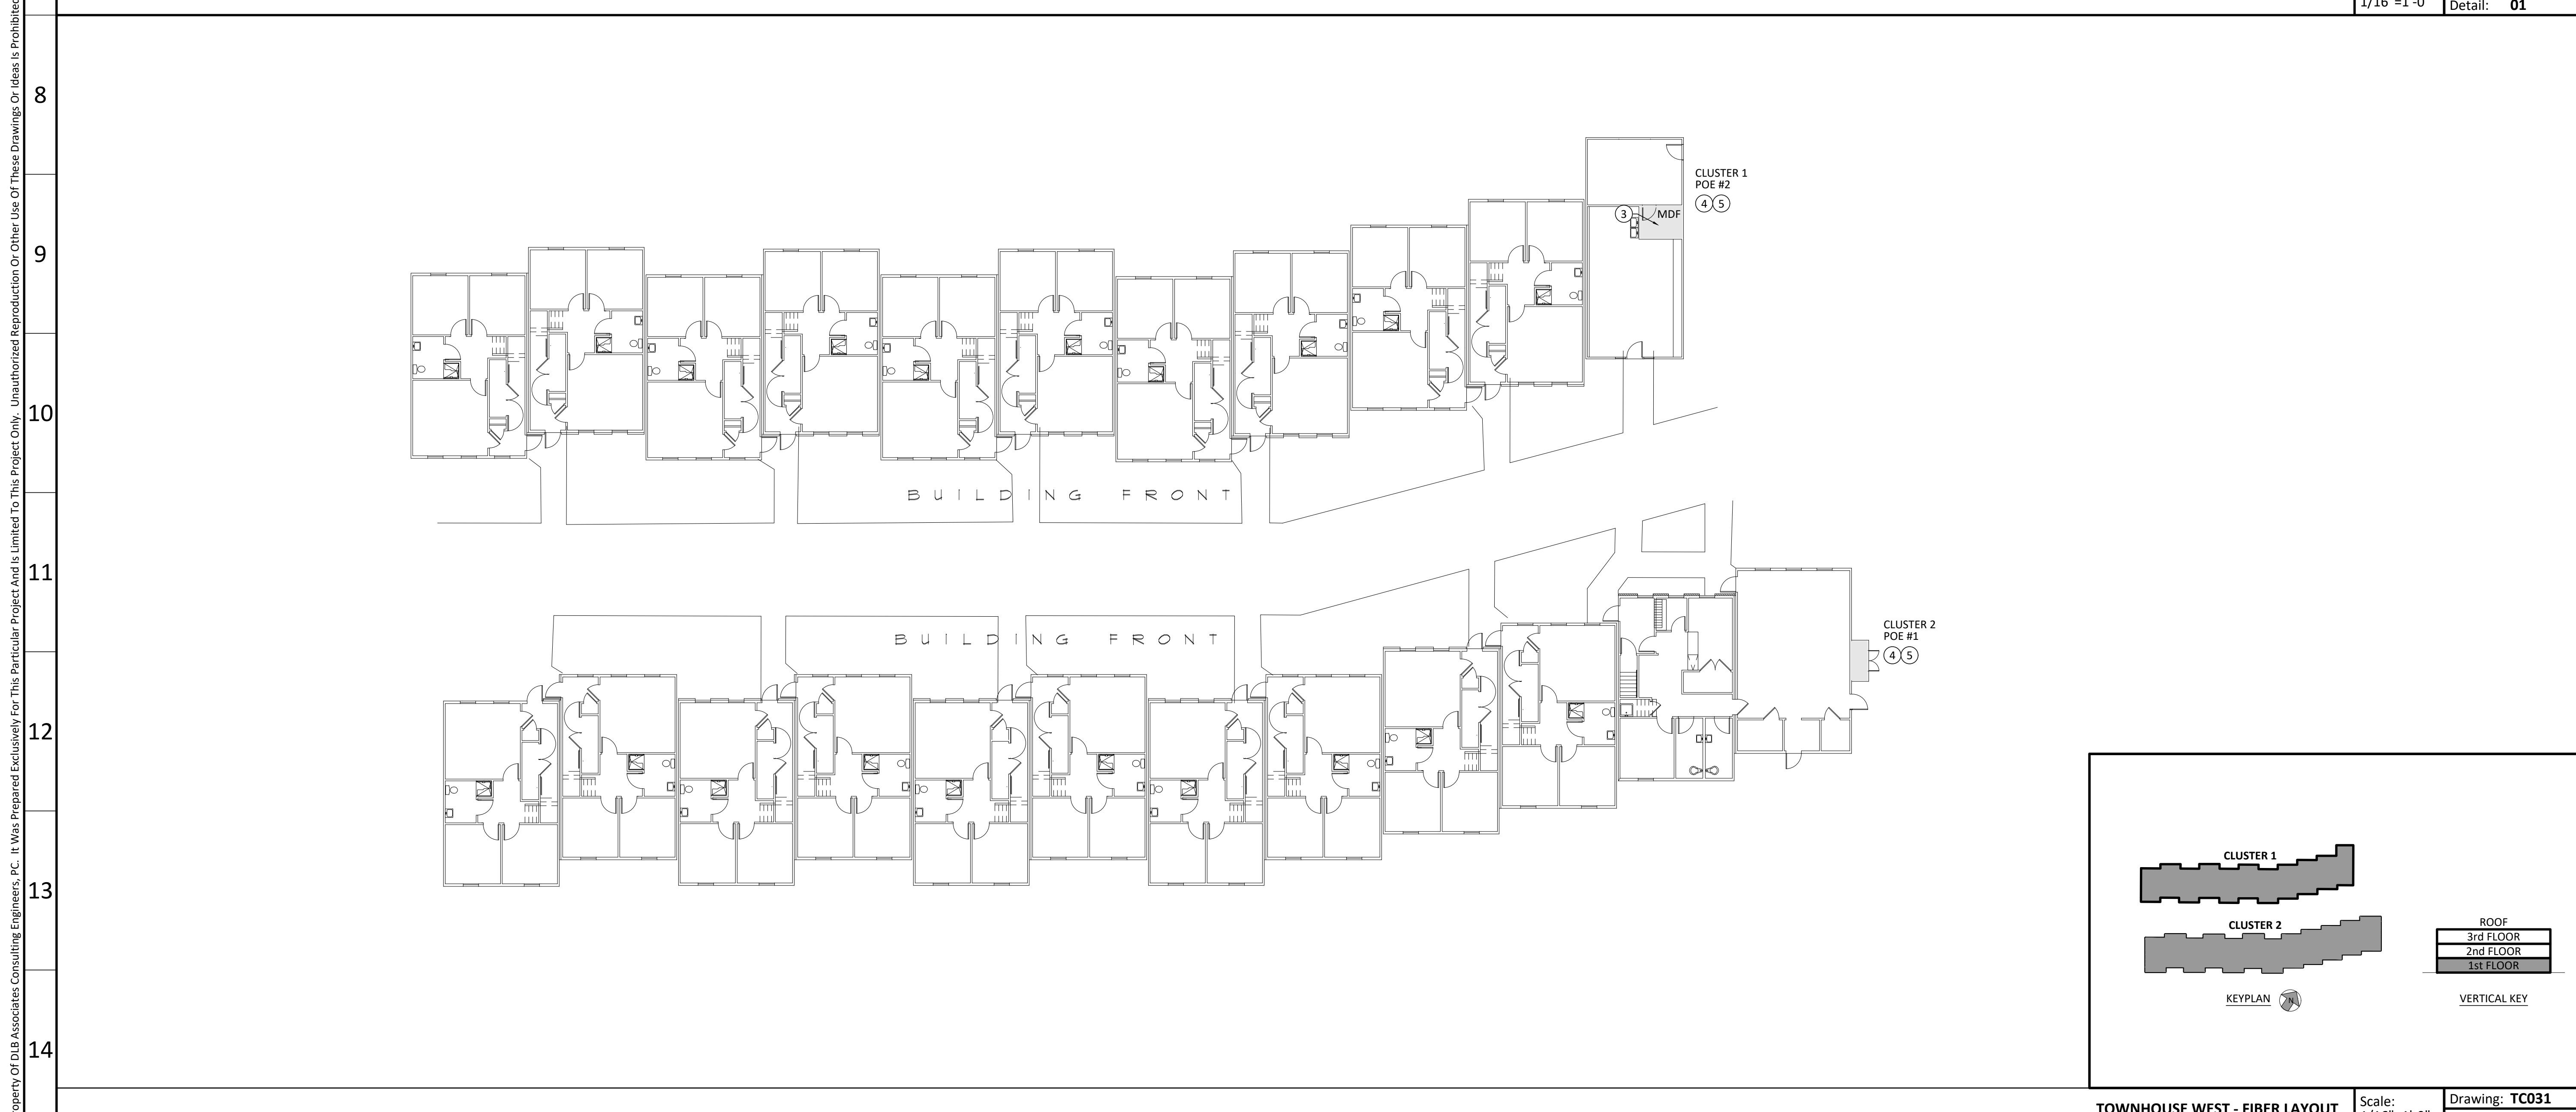 1/16"=1'-0"
Detail: 01
Property Of DLB Associates Consulting Engineers, PC. It Was Prepared Exclusively For This Particular Project And Is Limited To This Project Only. Unauthorized Reproduction Or Other Use Of These Drawings Or Ideas Is Prohibited
8
9
10
11
12
13
14
CLUSTER 1
POE #2
4 5
3 MDF
BUILDING FRONT
BUILDING FRONT
CLUSTER 2
POE #1
4 5
CLUSTER 1
CLUSTER 2
KEYPLAN N
ROOF
3rd FLOOR
2nd FLOOR
1st FLOOR
VERTICAL KEY
TOWNHOUSE WEST - FIBER LAYOUT
Scale:
Drawing: TC031